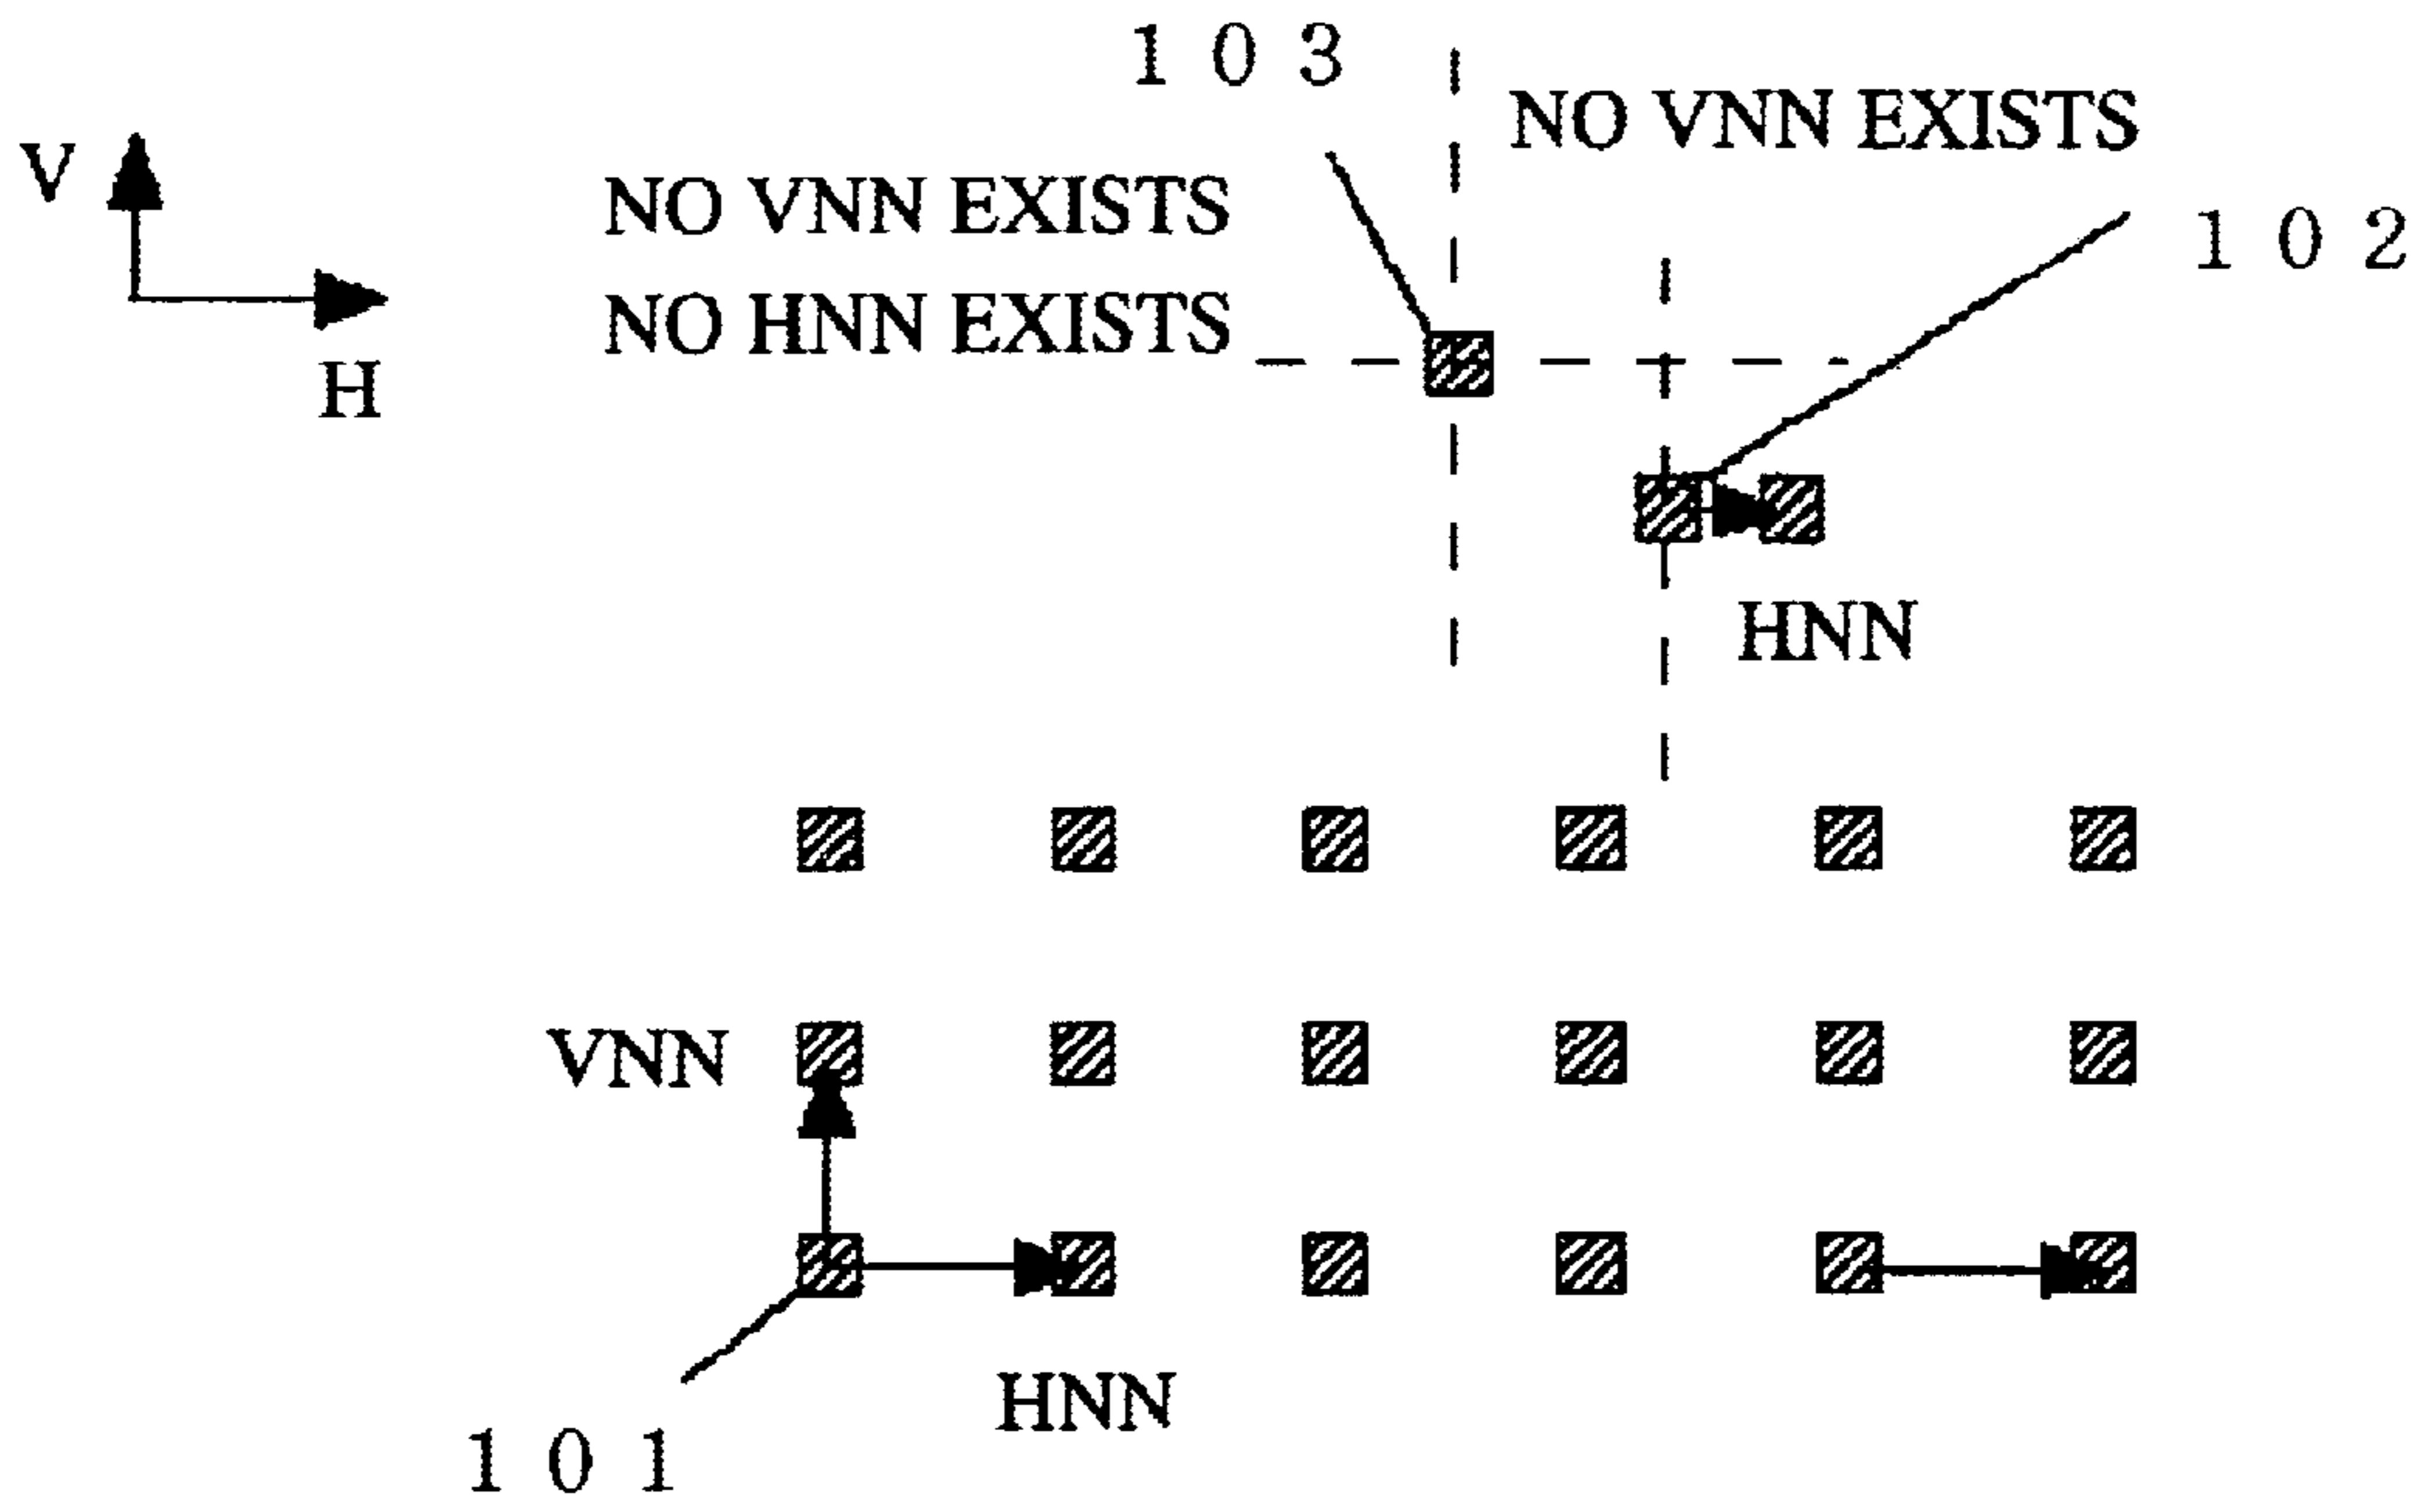 1 0 3
NO VNN EXISTS
V
NO VNN EXISTS
1 0 2
NO HNN EXISTS
H
HNN
VNN
HNN
1 0 1